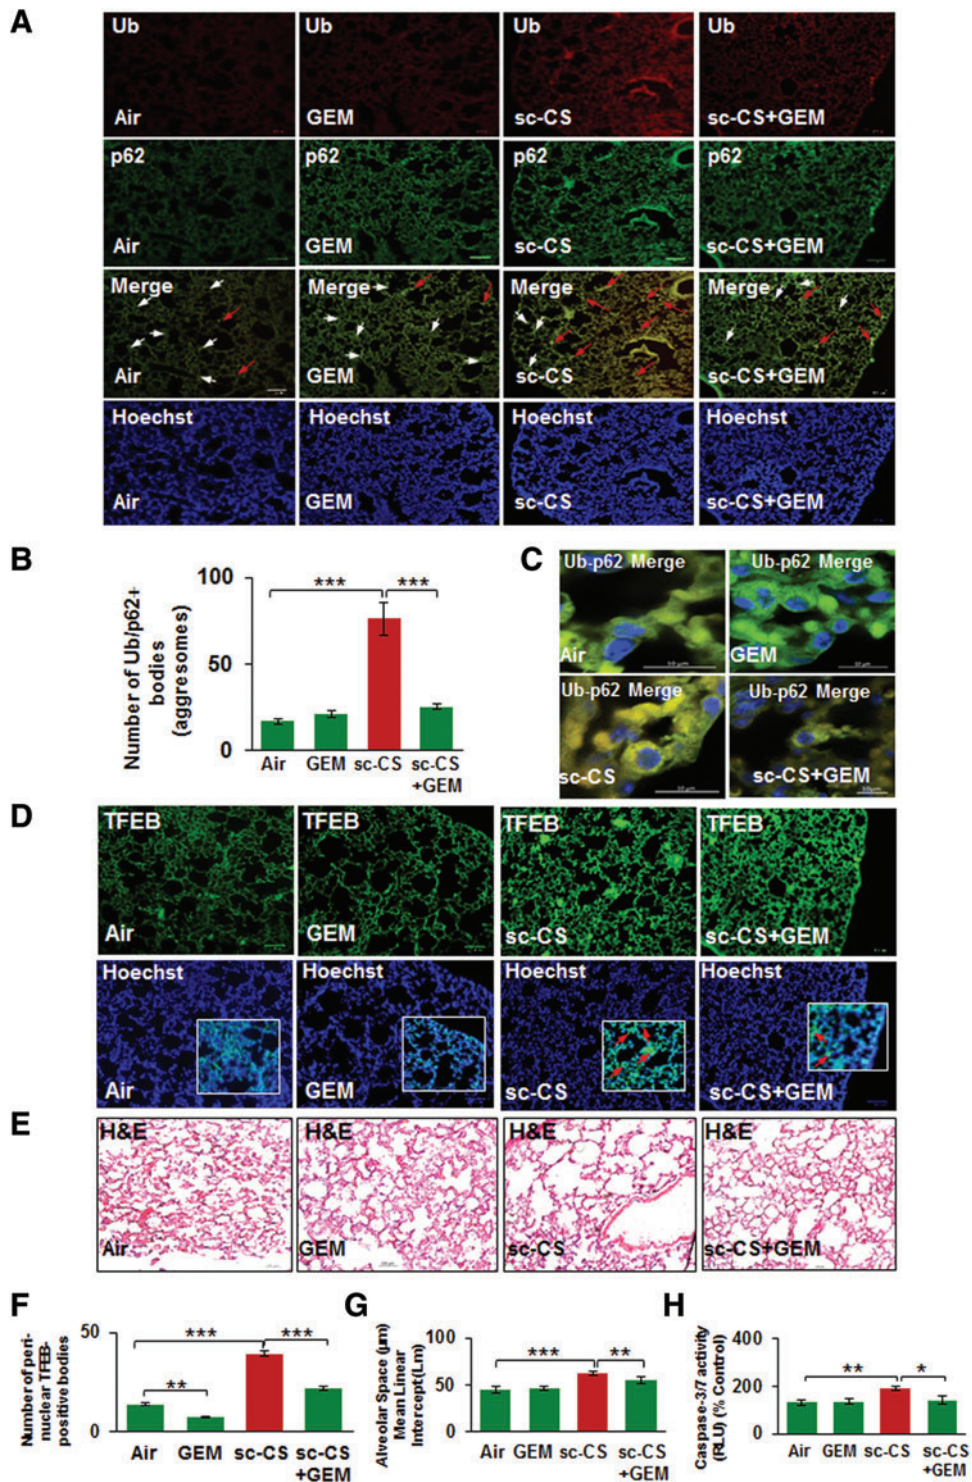 A
Ub Ub Ub Ub
Air GEM sc-CS sc-CS+GEM
p62 p62 p62 p62
Air GEM sc-CS sc-CS+GEM
Merge Merge Merge Merge
Air GEM sc-CS sc-CS+GEM
Hoechst Hoechst Hoechst Hoechst
Air GEM sc-CS sc-CS+GEM
B
Number of Ub/p62+
bodies
(aggresomes)
100
50
0
*** ***
Air GEM sc-CS sc-CS
+GEM
C
Ub-p62 Merge Ub-p62 Merge
Air GEM
Ub-p62 Merge Ub-p62 Merge
sc-CS sc-CS+GEM
D
TFEB TFEB TFEB TFEB
Air GEM sc-CS sc-CS+GEM
Hoechst Hoechst Hoechst Hoechst
Air GEM sc-CS sc-CS+GEM
E
H&E H&E H&E H&E
Air GEM sc-CS sc-CS+GEM
F
Number of peri-
nuclear TFEB-
positive bodies
50
0
** *** ***
Air GEM sc-CS sc-CS
+GEM
G
Alveolar Space (µm)
Mean Linear
Intercept (Lm)
100
50
0
*** **
Air GEM sc-CS sc-CS
+GEM
H
Caspase-3/7 activity
(RLU) (% Control)
400
200
0
** *
Air GEM sc-CS sc-CS
+GEM